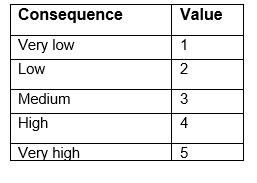 Consequence Value
Very low 1
Low 2
Medium 3
High 4
Very high 5